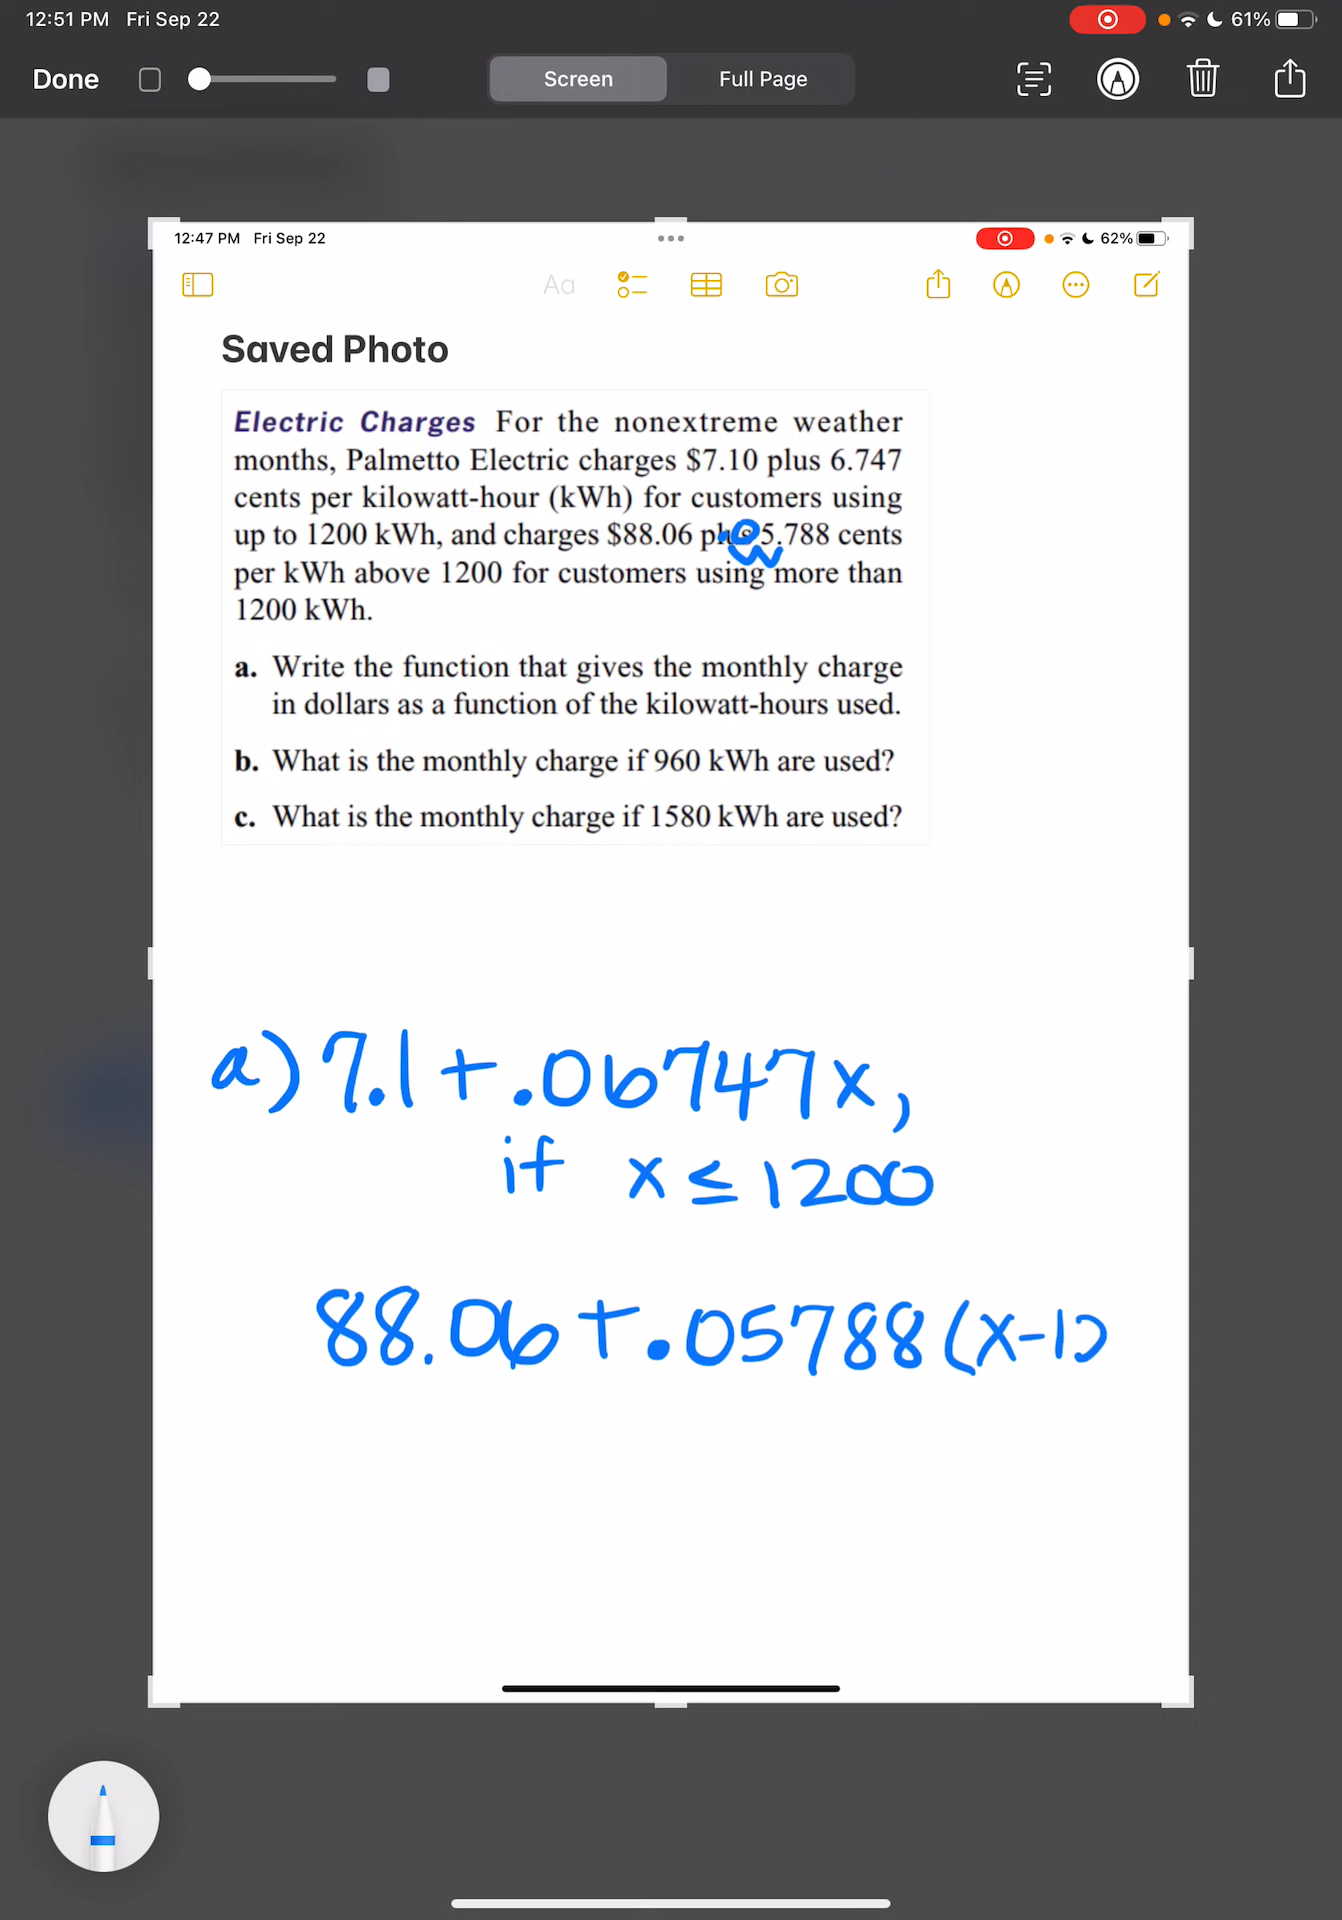 12:51 PM Fri Sep 22 61%
Done Screen Full Page
12:47 PM Fri Sep 22 62%
Aa
Saved Photo
Electric Charges For the nonextreme weather
months, Palmetto Electric charges $7.10 plus 6.747
cents per kilowatt-hour (kWh) for customers using
up to 1200 kWh, and charges $88.06 plus 5.788 cents
per kWh above 1200 for customers using more than
1200 kWh.
a. Write the function that gives the monthly charge
in dollars as a function of the kilowatt-hours used.
b. What is the monthly charge if 960 kWh are used?
c. What is the monthly charge if 1580 kWh are used?
a) 7.1 + .06747x,
if x ≤ 1200
88.06 + .05788 (x-1